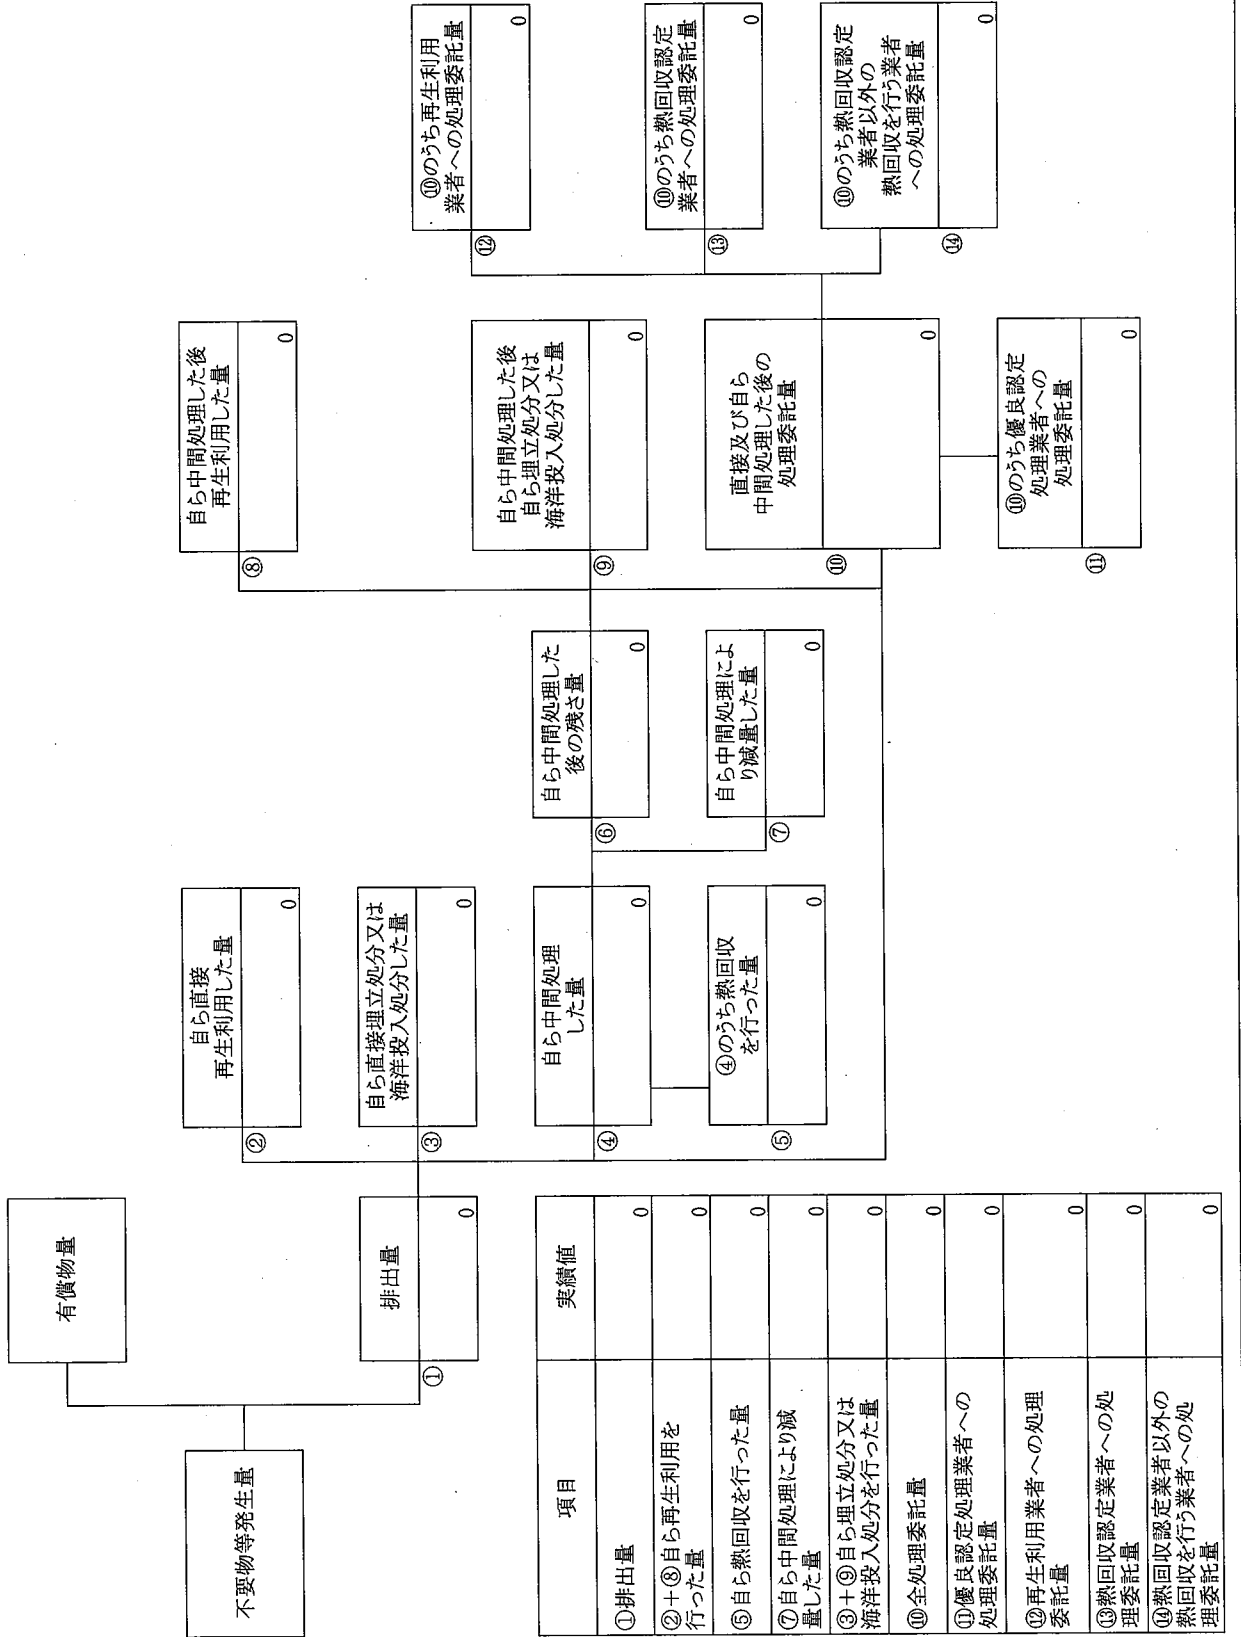 不要物等発生量
有償物量
①
排出量
0
②
自ら直接
再生利用した量
0
③
自ら直接埋立処分又は
海洋投入処分した量
0
④
自ら中間処理
した量
0
⑤
④のうち熱回収
を行った量
0
⑥
自ら中間処理した
後の残さ量
0
⑦
自ら中間処理によ
り減量した量
0
⑧
自ら中間処理した後
再生利用した量
0
⑨
自ら中間処理した後
自ら埋立処分又は
海洋投入処分した量
0
⑩
直接及び自ら
中間処理した後の
処理委託量
0
⑪
⑩のうち優良認定
処理業者への
処理委託量
0
⑫
⑩のうち再生利用
業者への処理委託量
0
⑬
⑩のうち熱回収認定
業者への処理委託量
0
⑭
⑩のうち熱回収認定
業者以外の
熱回収を行う業者
への処理委託量
0
項目 実績値
①排出量 0
②+⑧自ら再生利用を
行った量 0
⑤自ら熱回収を行った量 0
⑦自ら中間処理により減
量した量 0
③+⑨自ら埋立処分又は
海洋投入処分を行った量 0
⑩全処理委託量 0
⑪優良認定処理業者への
処理委託量 0
⑫再生利用業者への処理
委託量 0
⑬熱回収認定業者への処
理委託量 0
⑭熱回収認定業者以外の
熱回収を行う業者への処
理委託量 0